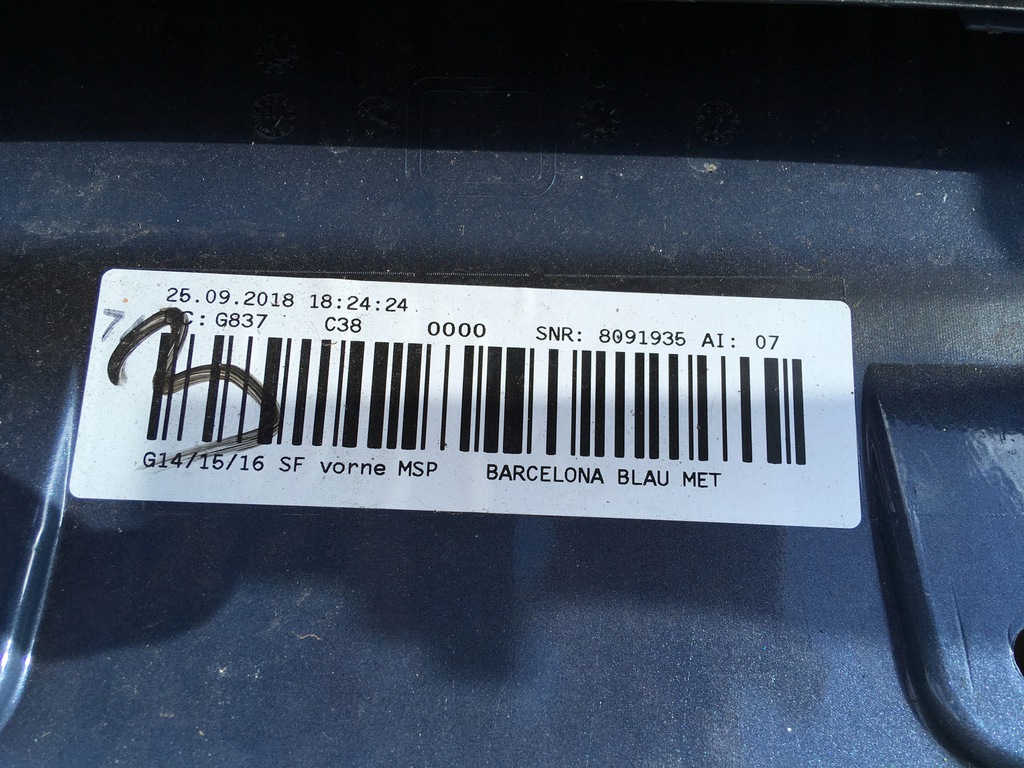 25.09.2018 18:24:24
C: G837 C38 0000 SNR: 8091935 AI: 07
G14/15/16 SF vorne MSP BARCELONA BLAU MET